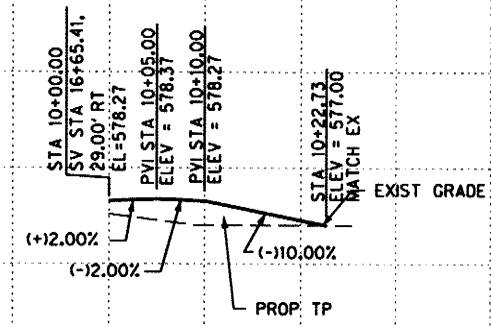 STA 10+00.00
SV STA 16+65.41,
29.00' RT
EL=578.27
PVI STA 10+05.00
ELEV = 578.37
PVI STA 10+10.00
ELEV = 578.27
STA 10+22.73
ELEV = 577.00
MATCH EX
EXIST GRADE
(+)2.00%
(-)2.00%
(-)10.00%
PROP TP